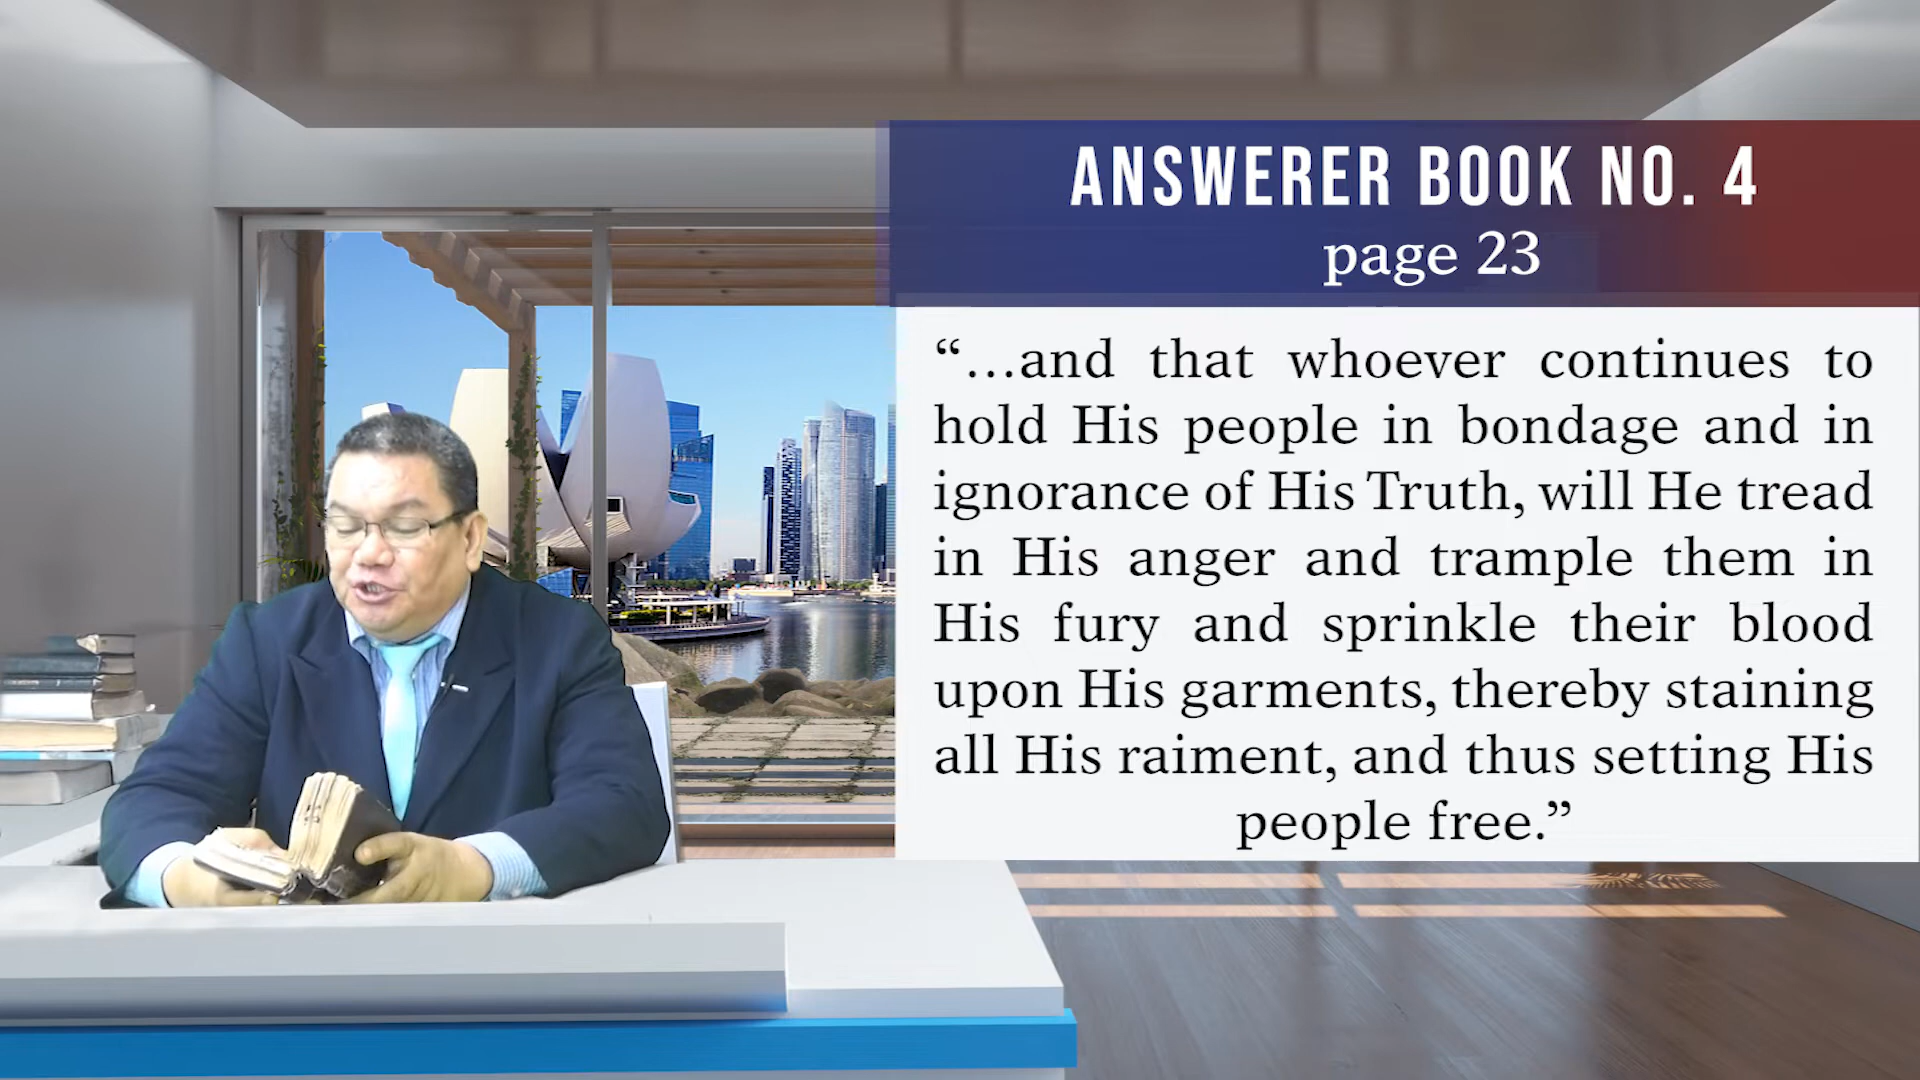 ANSWERER BOOK NO. 4
page 23
“...and that whoever continues to
hold His people in bondage and in
ignorance of His Truth, will He tread
in His anger and trample them in
His fury and sprinkle their blood
upon His garments, thereby staining
all His raiment, and thus setting His
people free.”